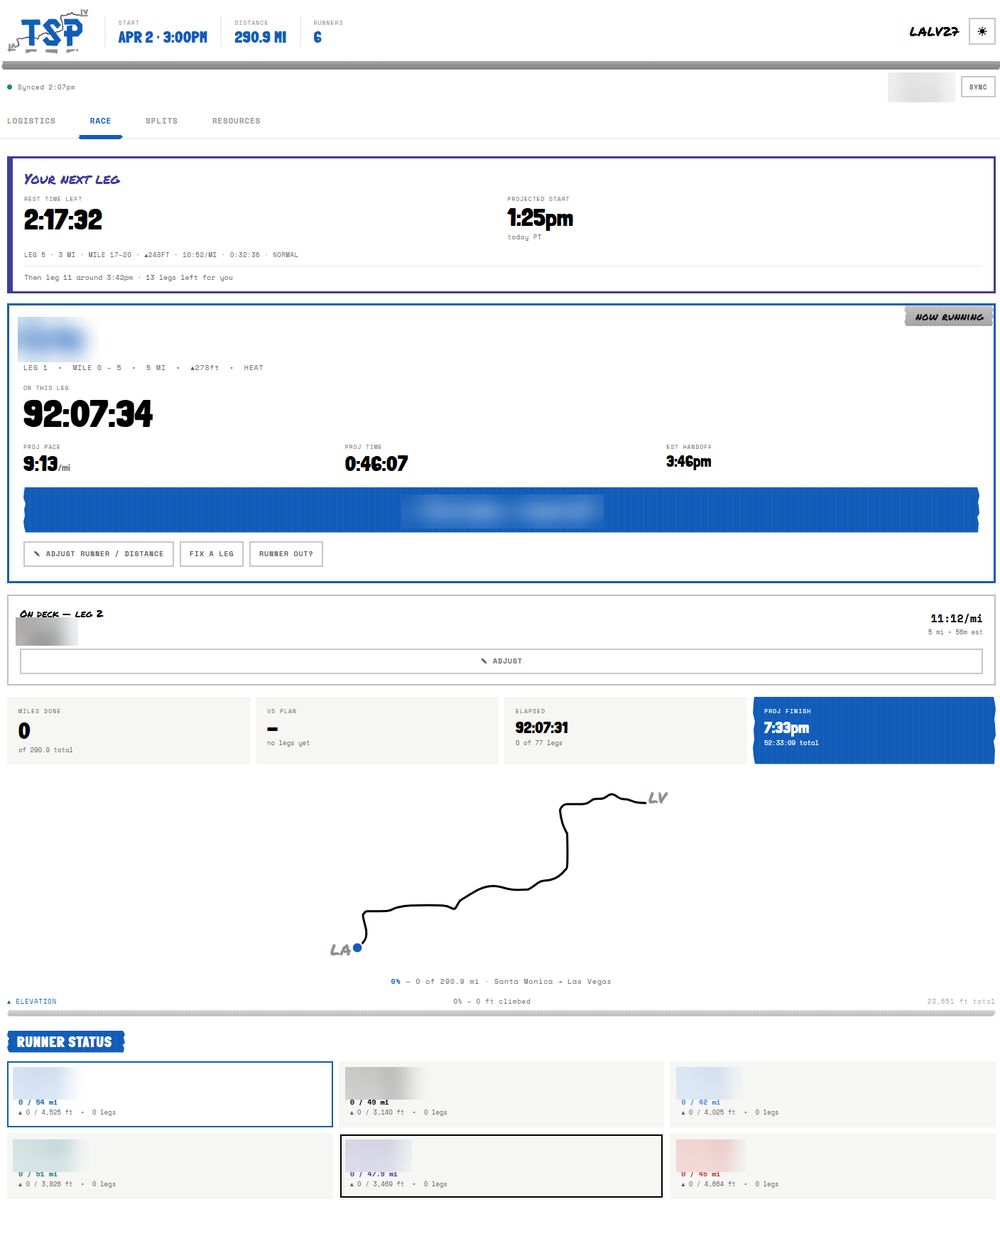 LV
TSP
LA
START
APR 2 · 3:00PM
DISTANCE
290.9 MI
RUNNERS
6
LALV27
Synced 2:07pm
SYNC
LOGISTICS
RACE
SPLITS
RESOURCES
YOUR NEXT LEG
REST TIME LEFT
2:17:32
PROJECTED START
1:25pm
today PT
LEG 5 · 3 MI · MILE 17–20 · ▲248FT · 10:52/MI · 0:32:36 · NORMAL
Then leg 11 around 3:42pm · 13 legs left for you
NOW RUNNING
LEG 1 • MILE 0 – 5 • 5 MI • ▲278ft • HEAT
ON THIS LEG
92:07:34
PROJ PACE
9:13/mi
PROJ TIME
0:46:07
EST HANDOFF
3:46pm
✎ ADJUST RUNNER / DISTANCE
FIX A LEG
RUNNER OUT?
ON DECK — LEG 2
11:12/mi
5 mi • 56m est
✎ ADJUST
MILES DONE
0
of 290.9 total
VS PLAN
—
no legs yet
ELAPSED
92:07:31
0 of 77 legs
PROJ FINISH
7:33pm
52:33:09 total
LV
LA
0% — 0 of 290.9 mi · Santa Monica → Las Vegas
▲ ELEVATION
0% — 0 ft climbed
23,651 ft total
RUNNER STATUS
0 / 54 mi
▲ 0 / 4,525 ft • 0 legs
0 / 49 mi
▲ 0 / 3,140 ft • 0 legs
0 / 42 mi
▲ 0 / 4,025 ft • 0 legs
0 / 51 mi
▲ 0 / 3,826 ft • 0 legs
0 / 47.9 mi
▲ 0 / 3,469 ft • 0 legs
0 / 45 mi
▲ 0 / 4,664 ft • 0 legs